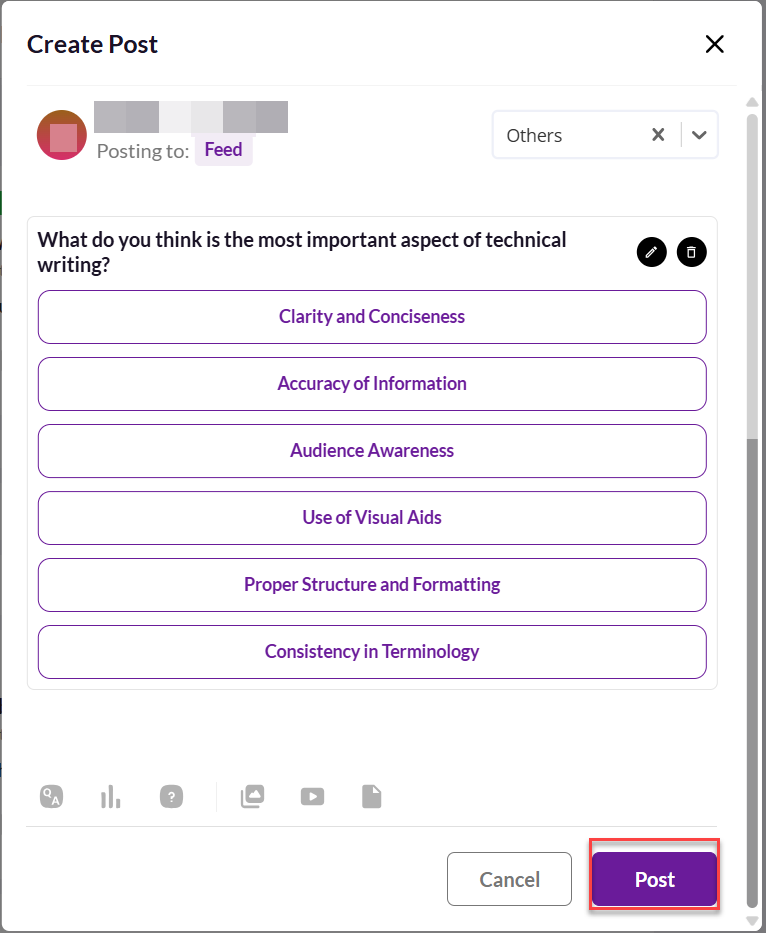 Create Post
Posting to: Feed
Others
What do you think is the most important aspect of technical
writing?
Clarity and Conciseness
Accuracy of Information
Audience Awareness
Use of Visual Aids
Proper Structure and Formatting
Consistency in Terminology
Q A
?
Cancel
Post